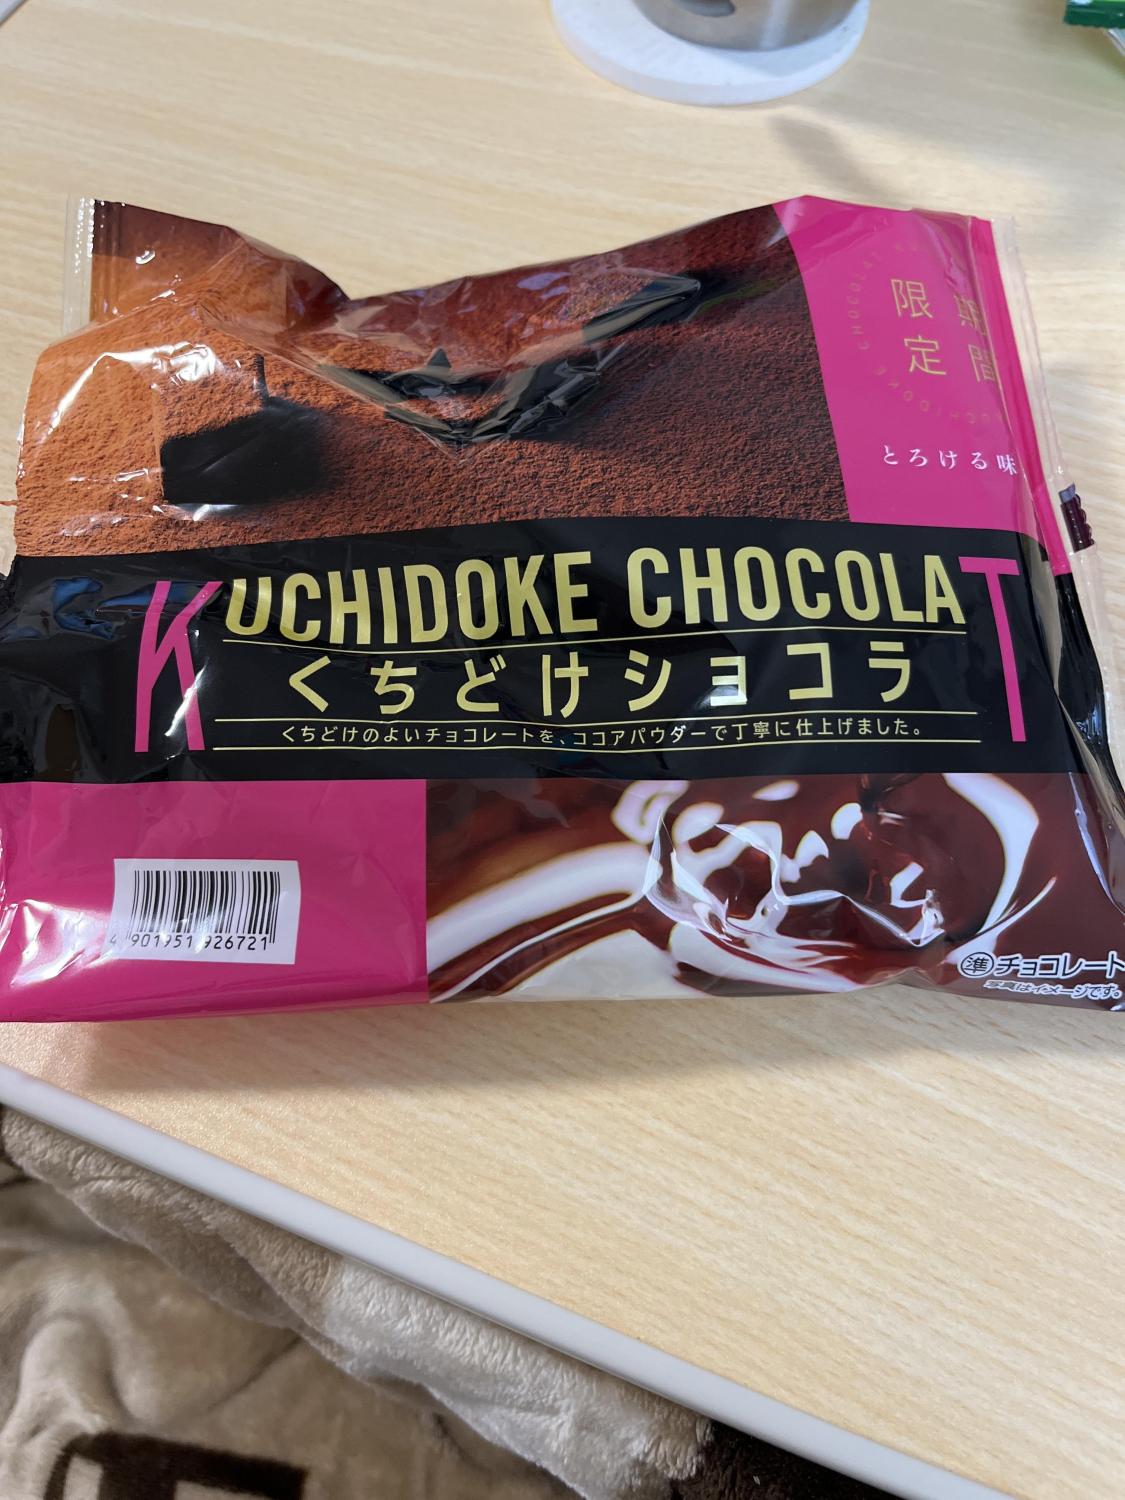 期間
限定
とろける味
KUCHIDOKE CHOCOLAT
くちどけショコラ
くちどけのよいチョコレートを、ココアパウダーで丁寧に仕上げました。
4 901951 926721
準チョコレート
写真はイメージです。